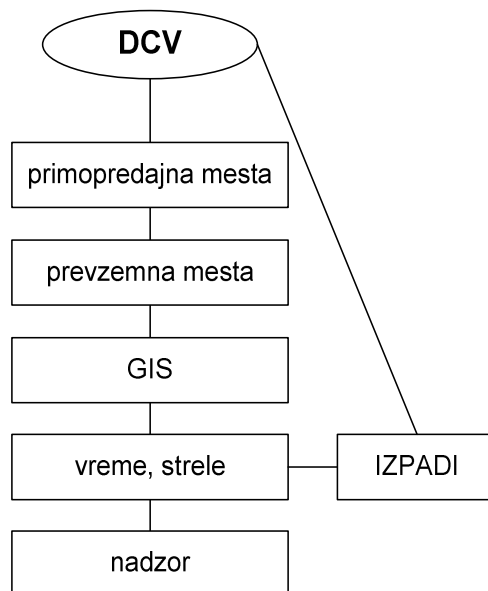 DCV
primopredajna mesta
prevzemna mesta
GIS
vreme, strele
IZPADI
nadzor